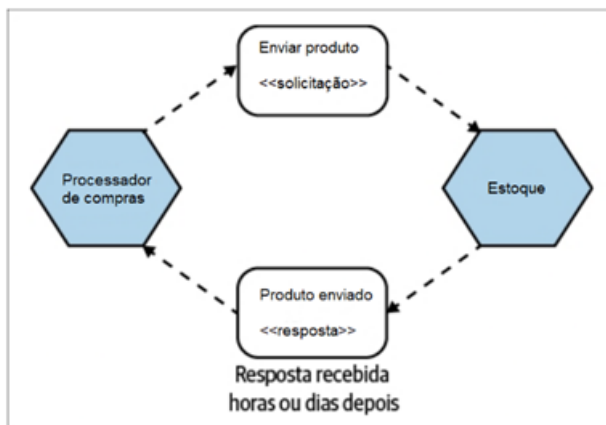 Enviar produto
<<solicitação>>
Processador
de compras
Estoque
Produto enviado
<<resposta>>
Resposta recebida
horas ou dias depois